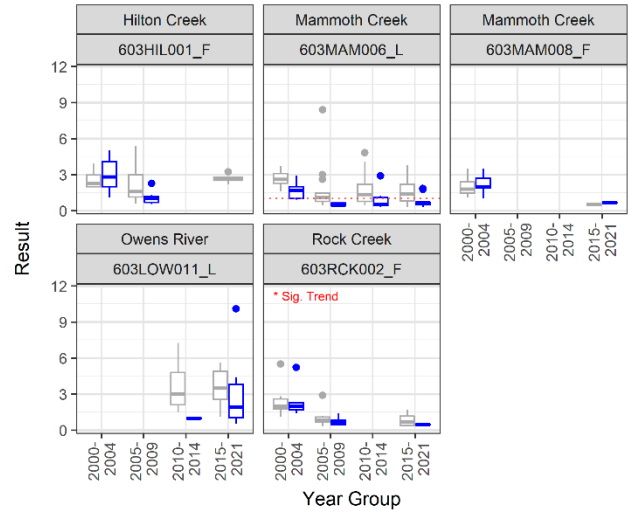 Hilton Creek
Mammoth Creek
Mammoth Creek
603HIL001_F
603MAM006_L
603MAM008_F
12
9
6
3
0
2000-
2004
2005-
2009
2010-
2014
2015-
2021
Owens River
Rock Creek
603LOW011_L
603RCK002_F
* Sig. Trend
12
9
6
3
0
2000-
2004
2005-
2009
2010-
2014
2015-
2021
2000-
2004
2005-
2009
2010-
2014
2015-
2021
Result
Year Group